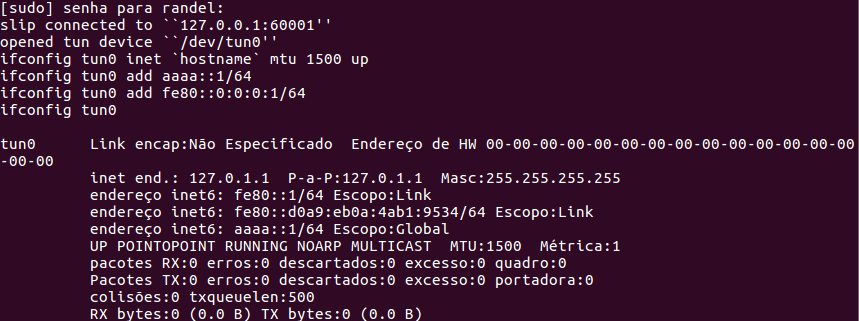 [sudo] senha para randel:
slip connected to ``127.0.0.1:60001''
opened tun device ``/dev/tun0''
ifconfig tun0 inet `hostname` mtu 1500 up
ifconfig tun0 add aaaa::1/64
ifconfig tun0 add fe80::0:0:0:1/64
ifconfig tun0
tun0      Link encap:Não Especificado  Endereço de HW 00-00-00-00-00-00-00-00-00-00-00-00-00-00
-00-00
inet end.: 127.0.1.1  P-a-P:127.0.1.1  Masc:255.255.255.255
endereço inet6: fe80::1/64 Escopo:Link
endereço inet6: fe80::d0a9:eb0a:4ab1:9534/64 Escopo:Link
endereço inet6: aaaa::1/64 Escopo:Global
UP POINTOPOINT RUNNING NOARP MULTICAST  MTU:1500  Métrica:1
pacotes RX:0 erros:0 descartados:0 excesso:0 quadro:0
Pacotes TX:0 erros:0 descartados:0 excesso:0 portadora:0
colisões:0 txqueuelen:500
RX bytes:0 (0.0 B) TX bytes:0 (0.0 B)